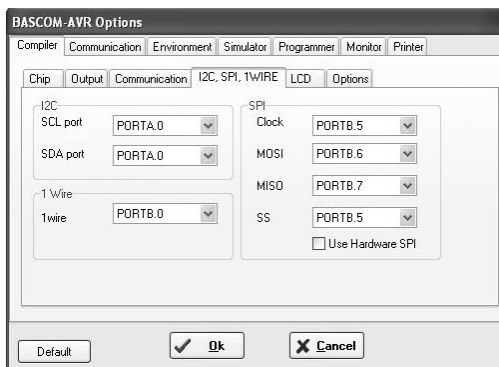 BASCOM-AVR Options
Compiler Communication Environment Simulator Programmer Monitor Printer
Chip Output Communication I2C, SPI, 1WIRE LCD Options
I2C
SCL port PORTA.0
SDA port PORTA.0
1 Wire
1wire PORTB.0
SPI
Clock PORTB.5
MOSI PORTB.6
MISO PORTB.7
SS PORTB.5
Use Hardware SPI
Default Ok Cancel